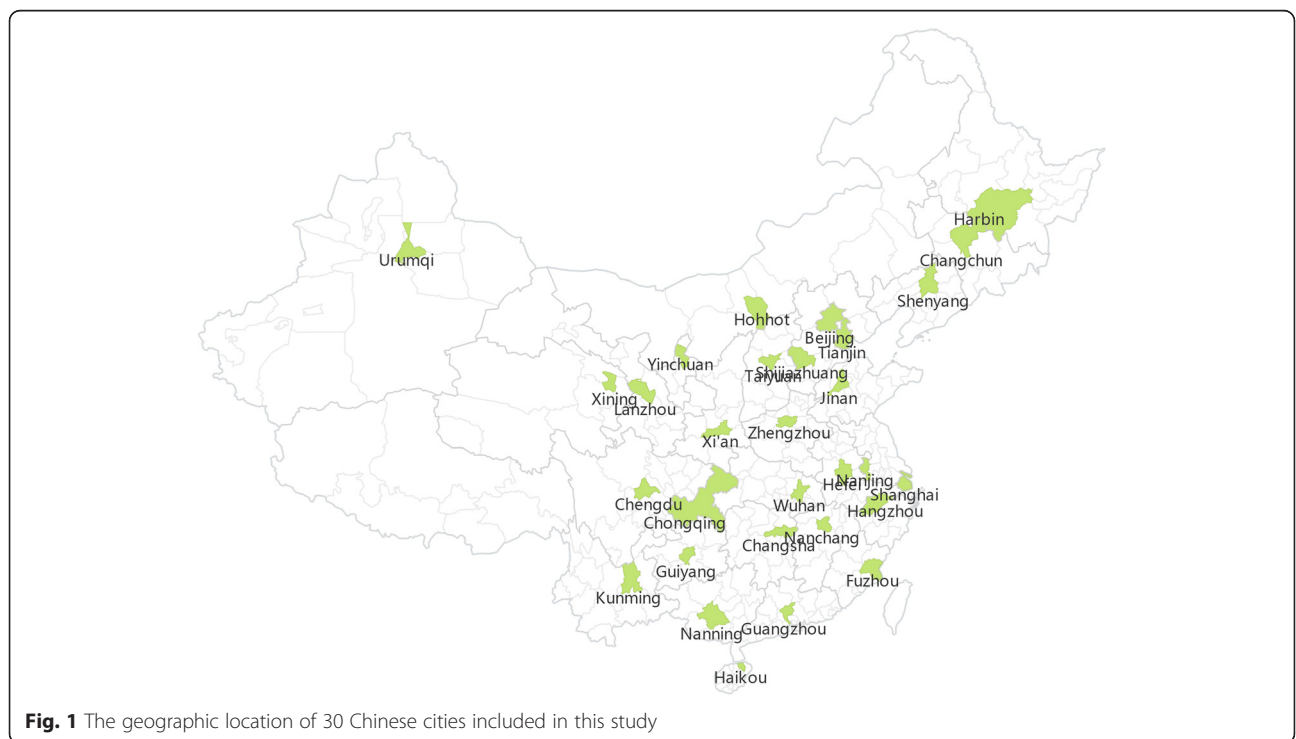 Harbin
Urumqi
Changchun
Shenyang
Hohhot
Beijing
Tianjin
Yinchuan
Shijiazhuang
Taiyuan
Xining
Jinan
Lanzhou
Zhengzhou
Xi'an
Nanjing
Hefei
Shanghai
Chengdu
Wuhan
Hangzhou
Chongqing
Nanchang
Changsha
Guiyang
Fuzhou
Kunming
Guangzhou
Nanning
Haikou
Fig. 1 The geographic location of 30 Chinese cities included in this study